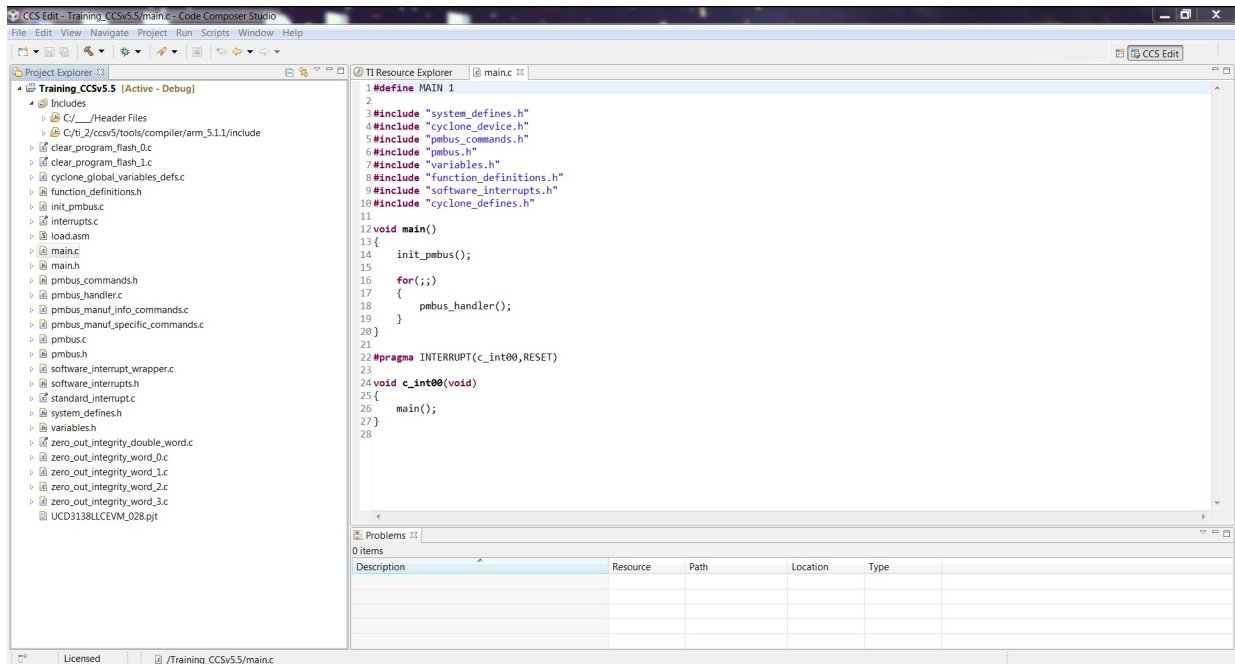 CCS Edit - Training_CCSv5.5/main.c - Code Composer Studio
File Edit View Navigate Project Run Scripts Window Help
CCS Edit
Project Explorer
Training_CCSv5.5 [Active - Debug]
Includes
C:/___/Header Files
C:/ti_2/ccsv5/tools/compiler/arm_5.1.1/include
clear_program_flash_0.c
clear_program_flash_1.c
cyclone_global_variables_defs.c
function_definitions.h
init_pmbus.c
interrupts.c
load.asm
main.c
main.h
pmbus_commands.h
pmbus_handler.c
pmbus_manuf_info_commands.c
pmbus_manuf_specific_commands.c
pmbus.c
pmbus.h
software_interrupt_wrapper.c
software_interrupts.h
standard_interrupt.c
system_defines.h
variables.h
zero_out_integrity_double_word.c
zero_out_integrity_word_0.c
zero_out_integrity_word_1.c
zero_out_integrity_word_2.c
zero_out_integrity_word_3.c
UCD3138LLCEVM_028.pjt
TI Resource Explorer main.c
1 #define MAIN 1
2
3 #include "system_defines.h"
4 #include "cyclone_device.h"
5 #include "pmbus_commands.h"
6 #include "pmbus.h"
7 #include "variables.h"
8 #include "function_definitions.h"
9 #include "software_interrupts.h"
10 #include "cyclone_defines.h"
11
12 void main()
13 {
14 init_pmbus();
15
16 for(;;)
17 {
18 pmbus_handler();
19 }
20 }
21
22 #pragma INTERRUPT(c_int00,RESET)
23
24 void c_int00(void)
25 {
26 main();
27 }
28
Problems
0 items
Description Resource Path Location Type
Licensed /Training_CCSv5.5/main.c